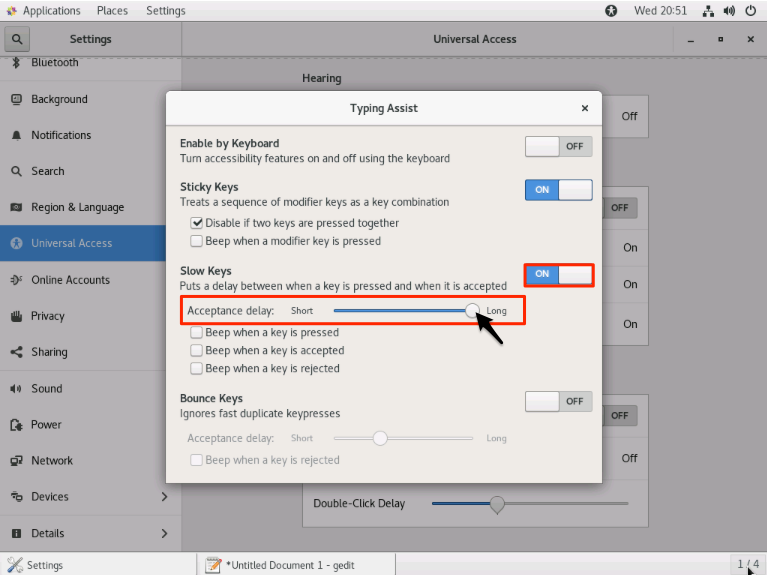 Applications Places Settings Wed 20:51
Settings Universal Access
Bluetooth
Background
Notifications
Search
Region & Language
Universal Access
Online Accounts
Privacy
Sharing
Sound
Power
Network
Devices
Details
Hearing
Off
OFF
On
On
On
OFF
Off
Double-Click Delay
Typing Assist
Enable by Keyboard OFF
Turn accessibility features on and off using the keyboard
Sticky Keys ON
Treats a sequence of modifier keys as a key combination
Disable if two keys are pressed together
Beep when a modifier key is pressed
Slow Keys ON
Puts a delay between when a key is pressed and when it is accepted
Acceptance delay: Short Long
Beep when a key is pressed
Beep when a key is accepted
Beep when a key is rejected
Bounce Keys OFF
Ignores fast duplicate keypresses
Acceptance delay: Short Long
Beep when a key is rejected
Settings *Untitled Document 1 - gedit 1 / 4